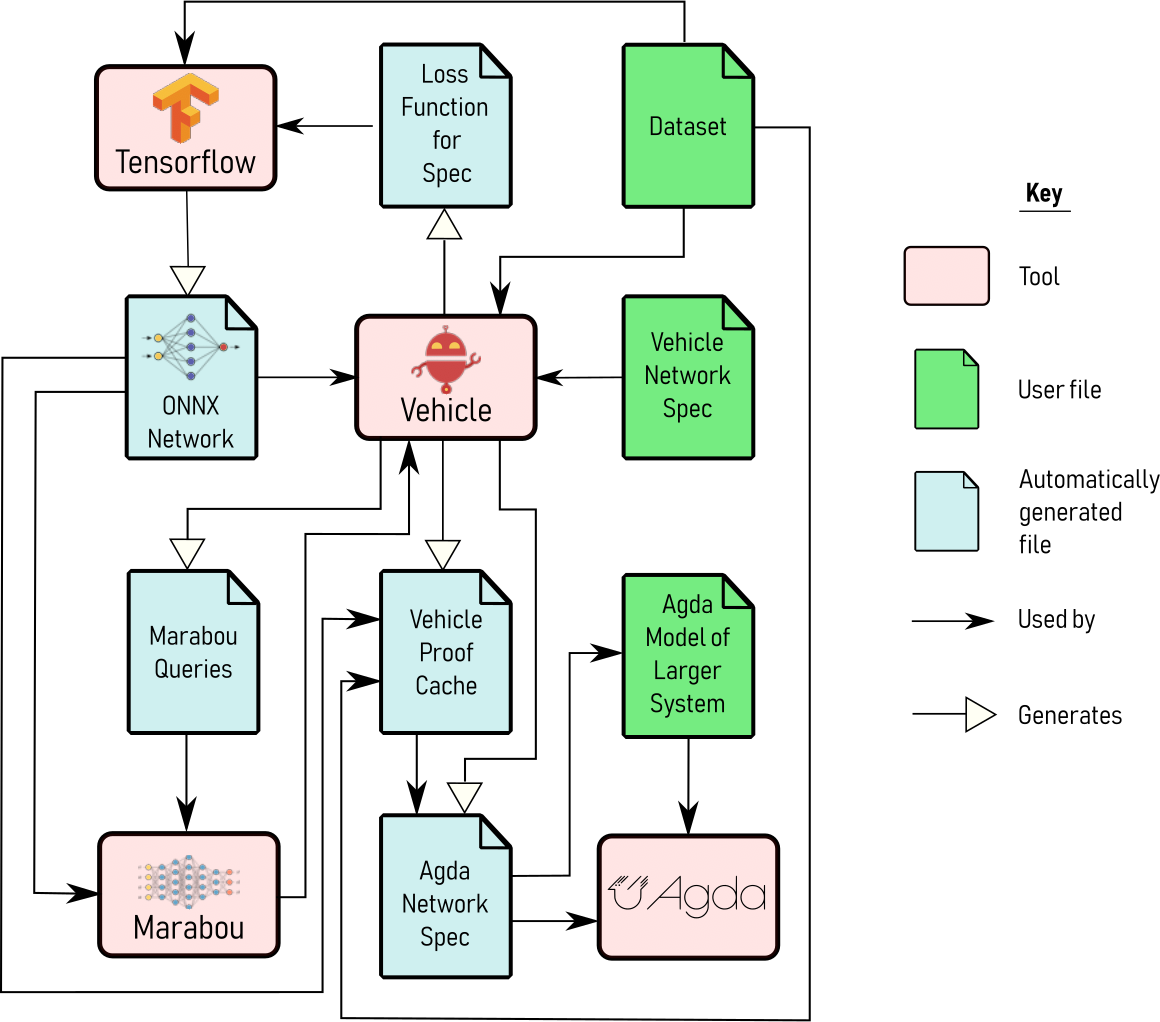 Loss
Function
for
Spec
Dataset
Tensorflow
Key
Tool
Vehicle
Network
Spec
Vehicle
ONNX
Network
User file
Automatically
generated
file
Marabou
Queries
Vehicle
Proof
Cache
Agda
Model of
Larger
System
Used by
Generates
Agda
Network
Spec
Agda
Marabou